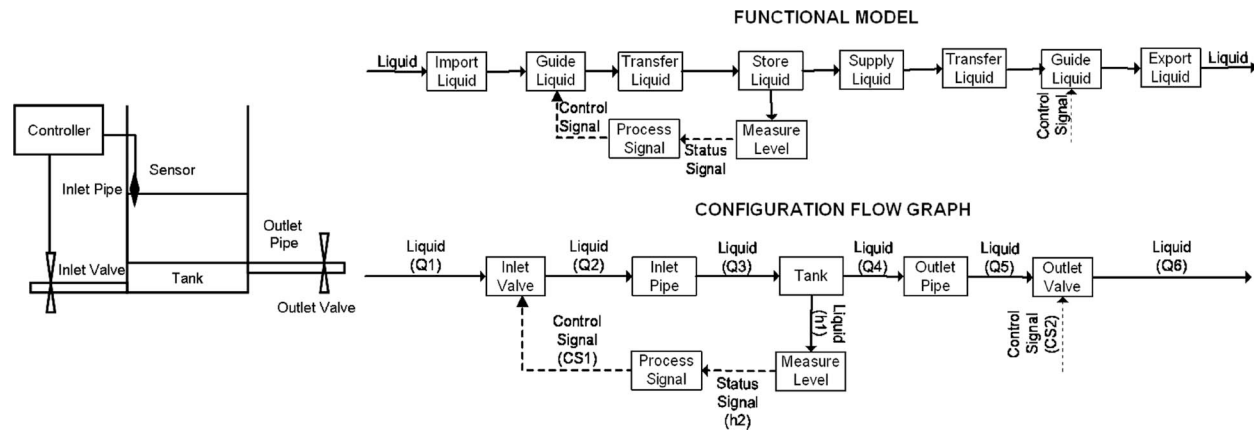 FUNCTIONAL MODEL
Liquid
Import
Liquid
Guide
Liquid
Transfer
Liquid
Store
Liquid
Supply
Liquid
Transfer
Liquid
Guide
Liquid
Export
Liquid
Liquid
Control
Signal
Process
Signal
Status
Signal
Measure
Level
Control
Signal
Controller
Sensor
Inlet Pipe
Outlet
Pipe
Inlet Valve
Tank
Outlet Valve
CONFIGURATION FLOW GRAPH
Liquid
(Q1)
Inlet
Valve
Liquid
(Q2)
Inlet
Pipe
Liquid
(Q3)
Tank
Liquid
(Q4)
Outlet
Pipe
Liquid
(Q5)
Outlet
Valve
Liquid
(Q6)
Control
Signal
(CS1)
Process
Signal
Status
Signal
(h2)
Liquid
(h1)
Measure
Level
Control
Signal
(CS2)